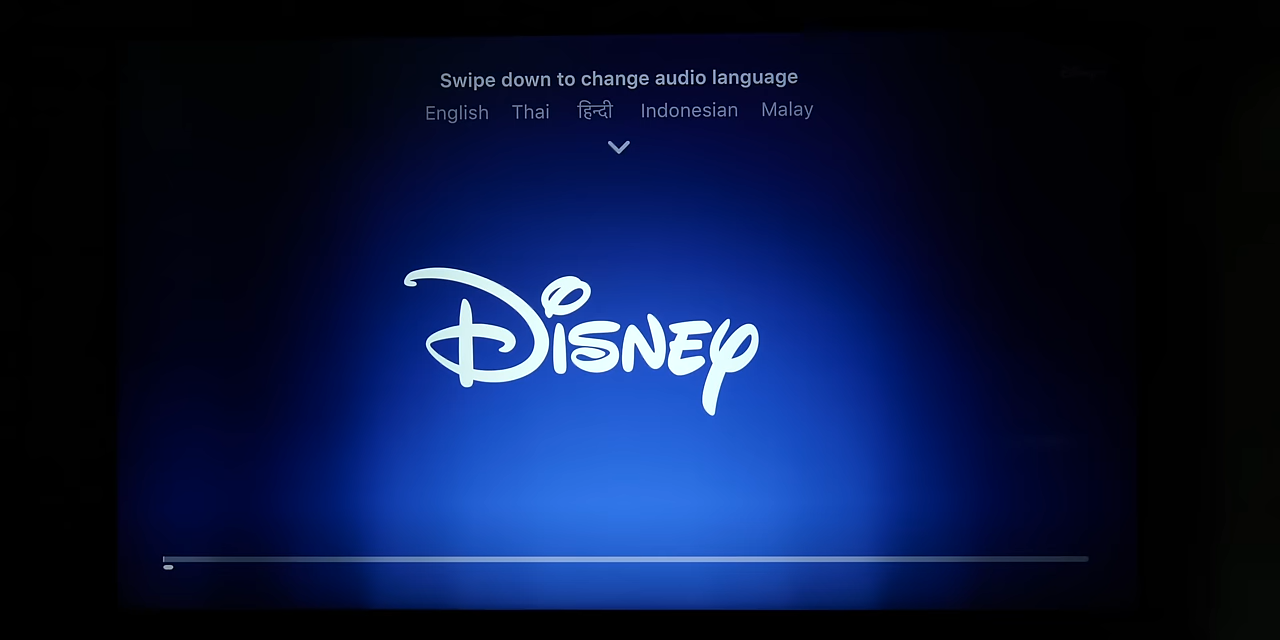 Swipe down to change audio language
English Thai हिन्दी Indonesian Malay
Disney